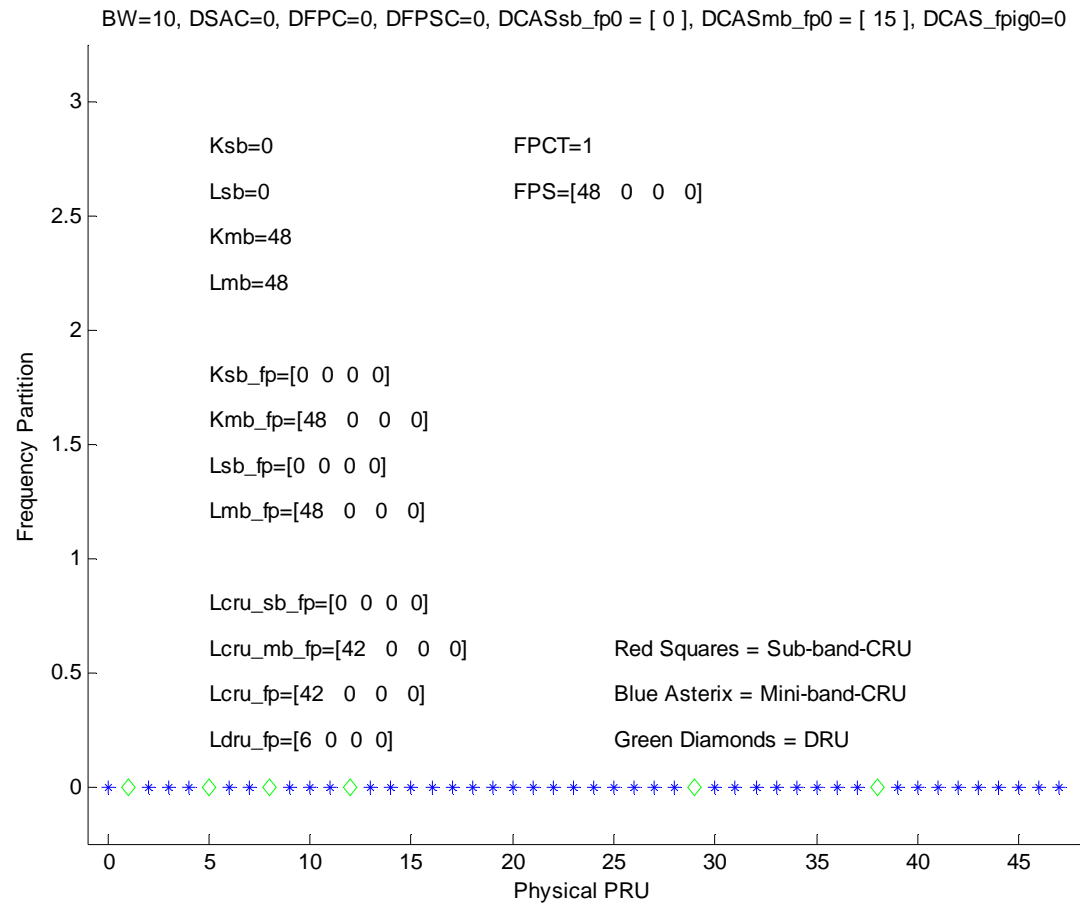 BW=10, DSAC=0, DFPC=0, DFPSC=0, DCASsb_fp0 = [ 0 ], DCASmb_fp0 = [ 15 ], DCAS_fpig0=0
3
Ksb=0 FPCT=1
Lsb=0 FPS=[48 0 0 0]
2.5
Kmb=48
Lmb=48
2
Ksb_fp=[0 0 0 0]
Kmb_fp=[48 0 0 0]
1.5
Lsb_fp=[0 0 0 0]
Lmb_fp=[48 0 0 0]
1
Lcru_sb_fp=[0 0 0 0]
Lcru_mb_fp=[42 0 0 0] Red Squares = Sub-band-CRU
0.5
Lcru_fp=[42 0 0 0] Blue Asterix = Mini-band-CRU
Ldru_fp=[6 0 0 0] Green Diamonds = DRU
0
0 5 10 15 20 25 30 35 40 45
Physical PRU
Frequency Partition